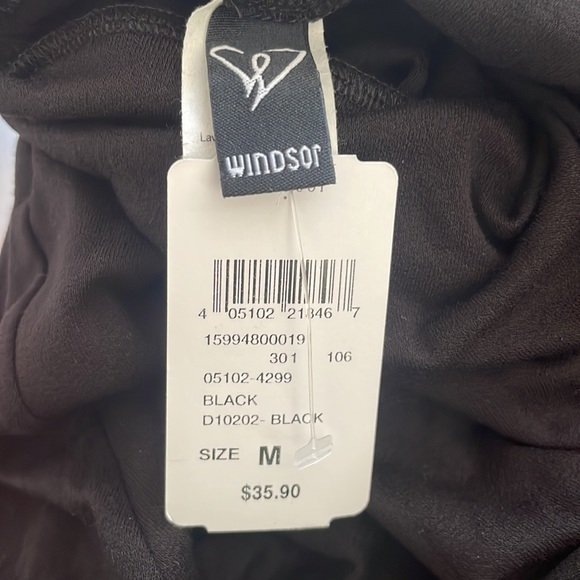 WINDSOR
4 05102 21846 7
15994800019
301 106
05102-4299
BLACK
D10202- BLACK
SIZE M
$35.90